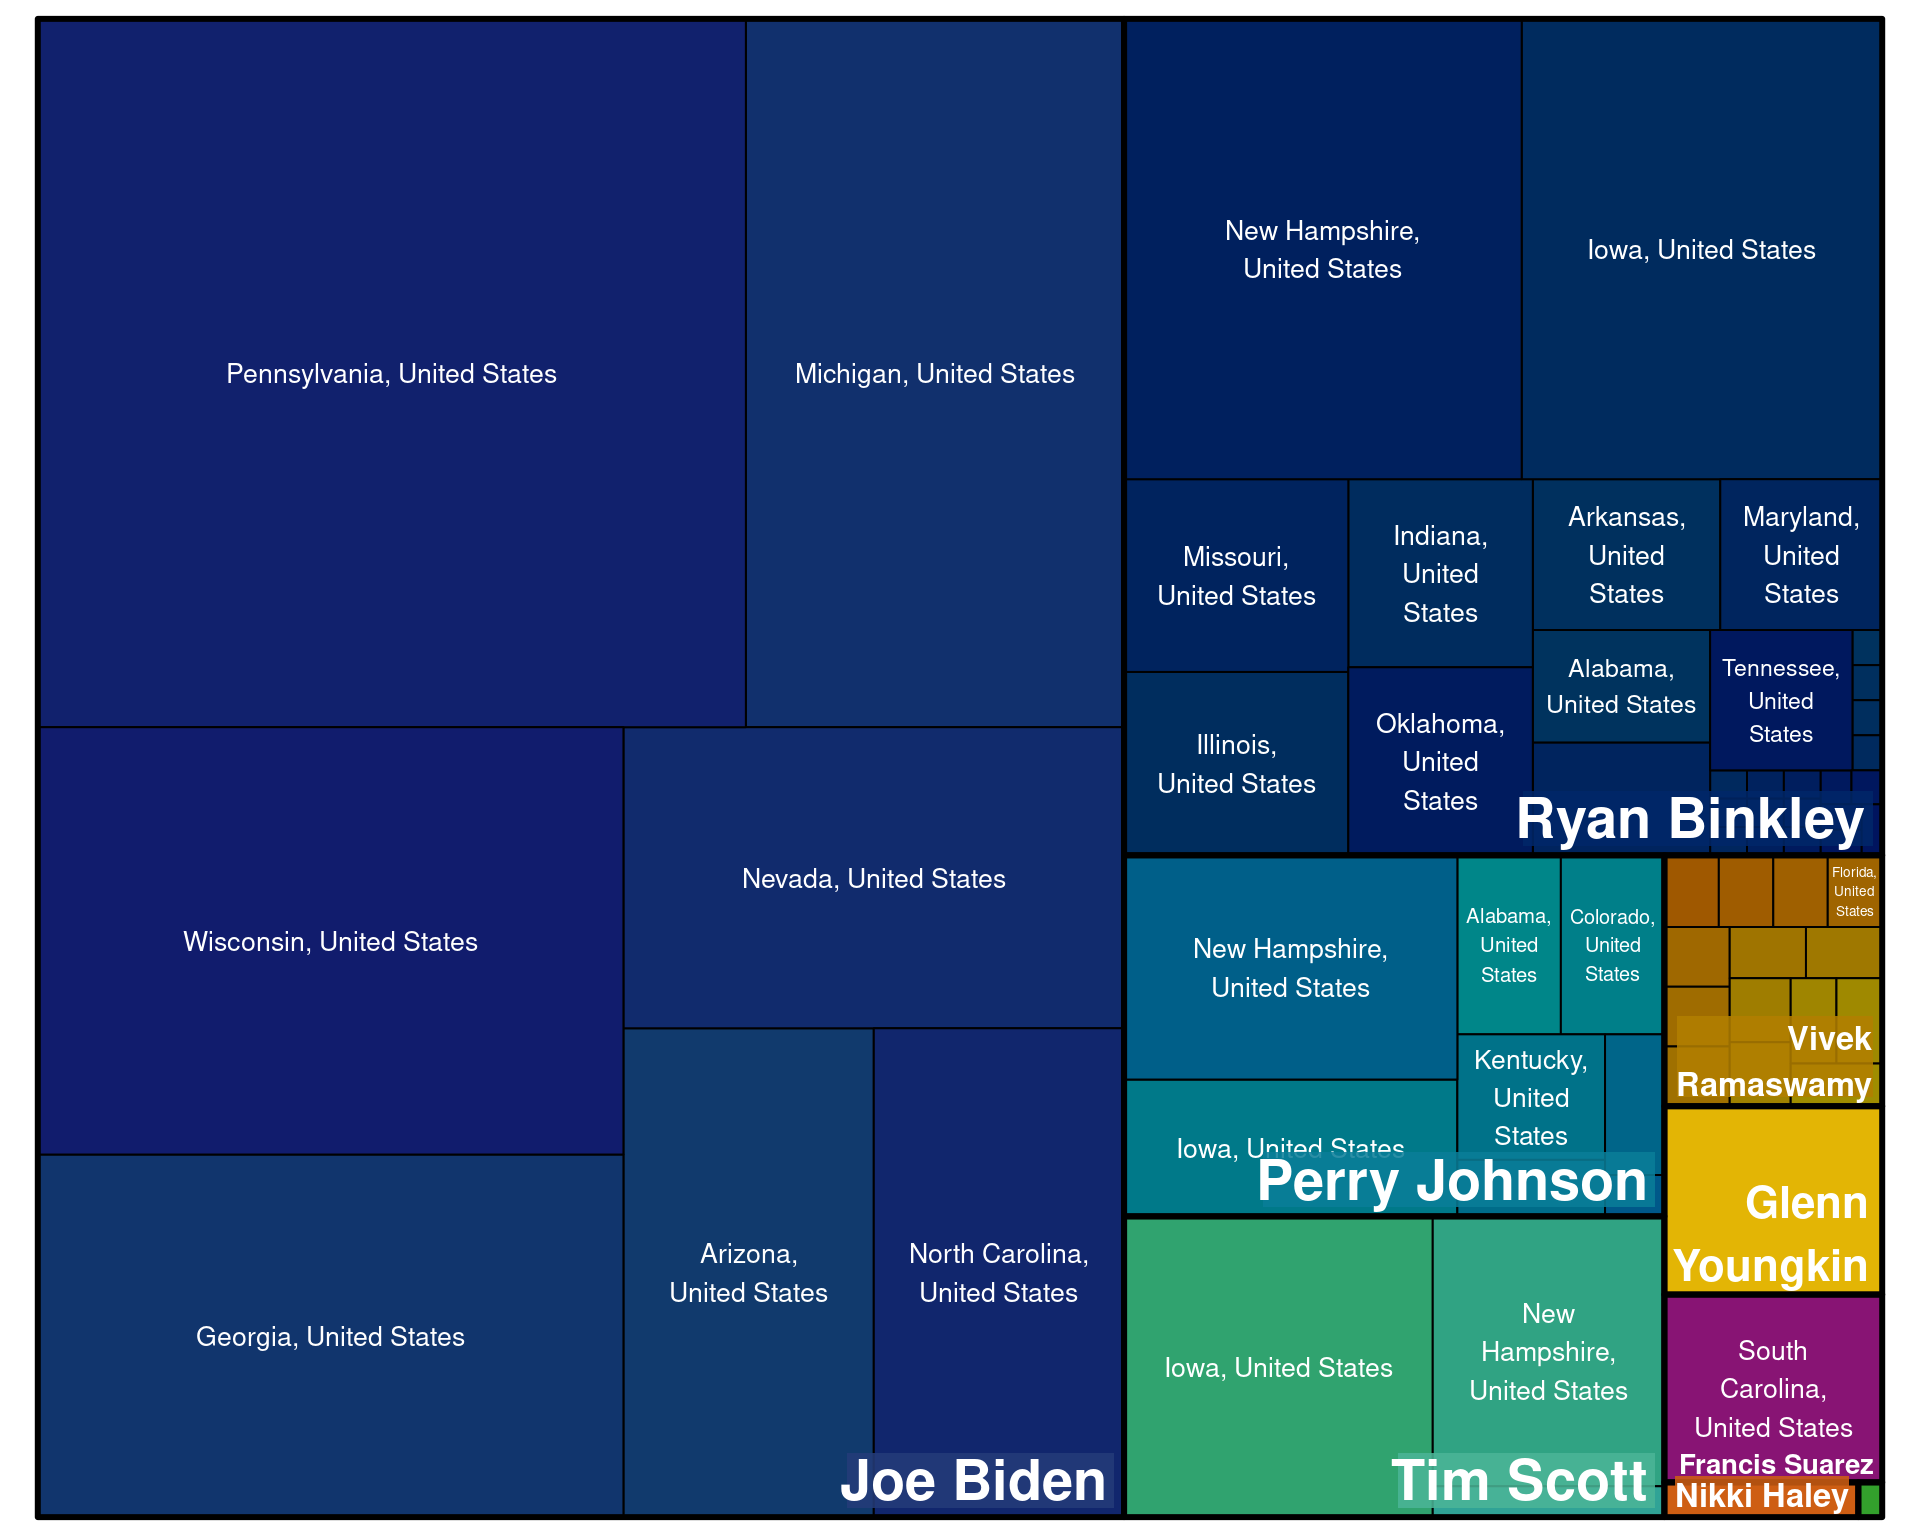 Pennsylvania, United States
Michigan, United States
Wisconsin, United States
Nevada, United States
Georgia, United States
Arizona,
United States
North Carolina,
United States
Joe Biden
New Hampshire,
United States
Iowa, United States
Missouri,
United States
Indiana,
United
States
Arkansas,
United
States
Maryland,
United
States
Illinois,
United States
Oklahoma,
United
States
Alabama,
United States
Tennessee,
United
States
Ryan Binkley
New Hampshire,
United States
Alabama,
United
States
Colorado,
United
States
Iowa, United States
Kentucky,
United
States
Perry Johnson
Iowa, United States
New
Hampshire,
United States
Tim Scott
Florida,
United
States
Vivek
Ramaswamy
Glenn
Youngkin
South
Carolina,
United States
Francis Suarez
Nikki Haley